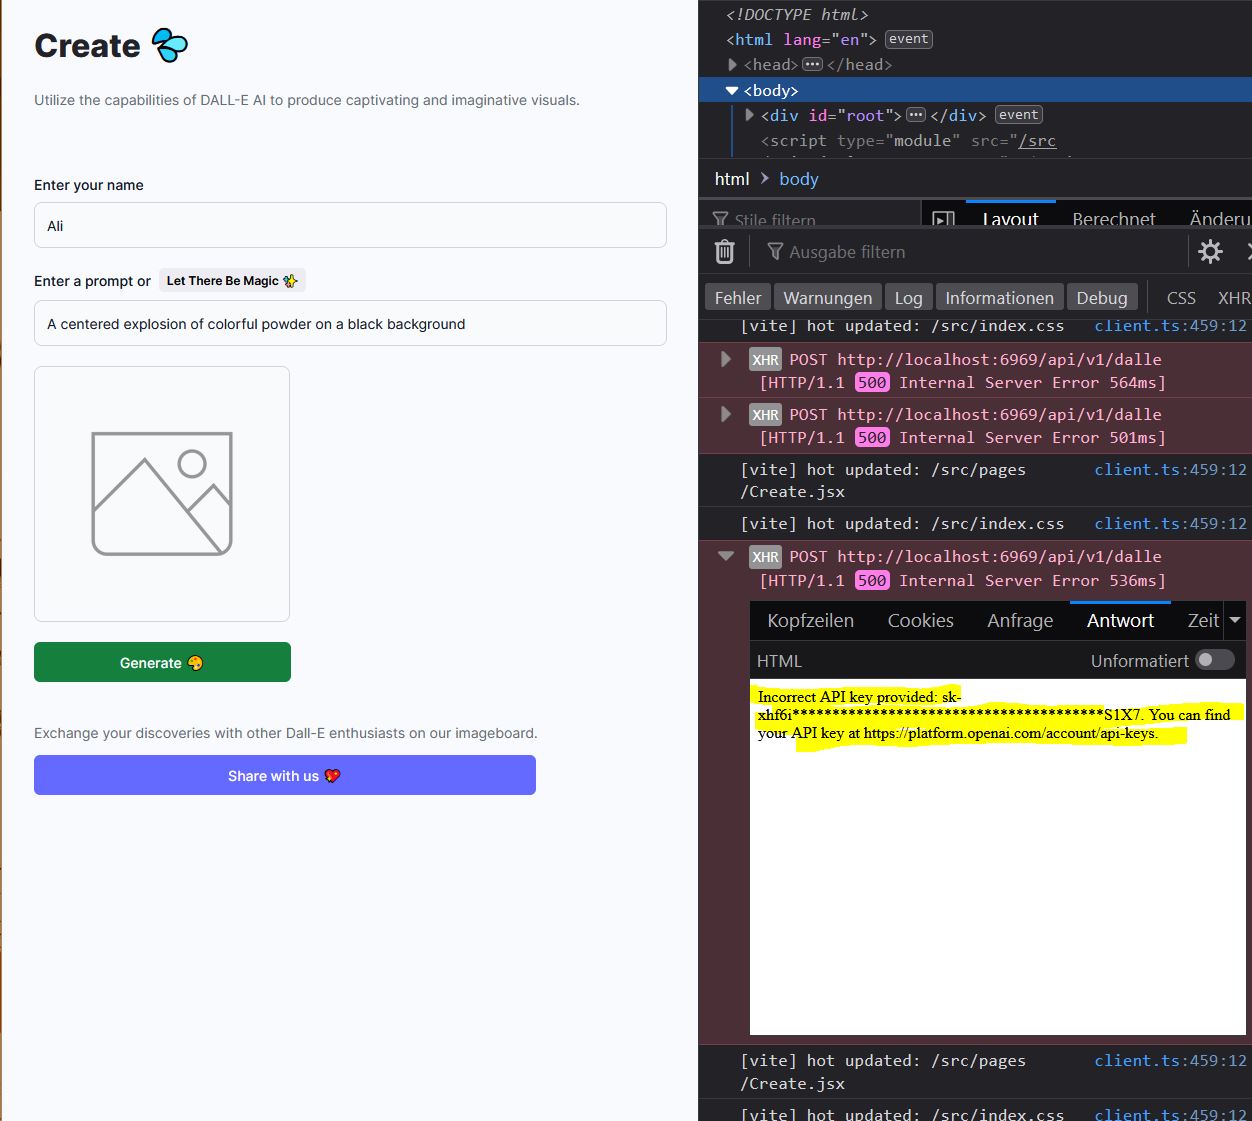 Create
Utilize the capabilities of DALL-E AI to produce captivating and imaginative visuals.
Enter your name
Ali
Enter a prompt or Let There Be Magic ✨
A centered explosion of colorful powder on a black background
Generate 🎨
Exchange your discoveries with other Dall-E enthusiasts on our imageboard.
Share with us 💖
<!DOCTYPE html>
<html lang="en"> event
<head> ••• </head>
<body>
<div id="root"> ••• </div> event
<script type="module" src="/src
html > body
Stile filtern
Layout Berechnet Änderu
Ausgabe filtern
Fehler Warnungen Log Informationen Debug CSS XHR
[vite] hot updated: /src/index.css client.ts:459:12
XHR POST http://localhost:6969/api/v1/dalle
[HTTP/1.1 500 Internal Server Error 564ms]
XHR POST http://localhost:6969/api/v1/dalle
[HTTP/1.1 500 Internal Server Error 501ms]
[vite] hot updated: /src/pages client.ts:459:12
/Create.jsx
[vite] hot updated: /src/index.css client.ts:459:12
XHR POST http://localhost:6969/api/v1/dalle
[HTTP/1.1 500 Internal Server Error 536ms]
Kopfzeilen Cookies Anfrage Antwort Zeit
HTML Unformatiert
Incorrect API key provided: sk-
xhf6i***************************************S1X7. You can find
your API key at https://platform.openai.com/account/api-keys.
[vite] hot updated: /src/pages client.ts:459:12
/Create.jsx
[vite] hot updated: /src/index.css client.ts:459:12